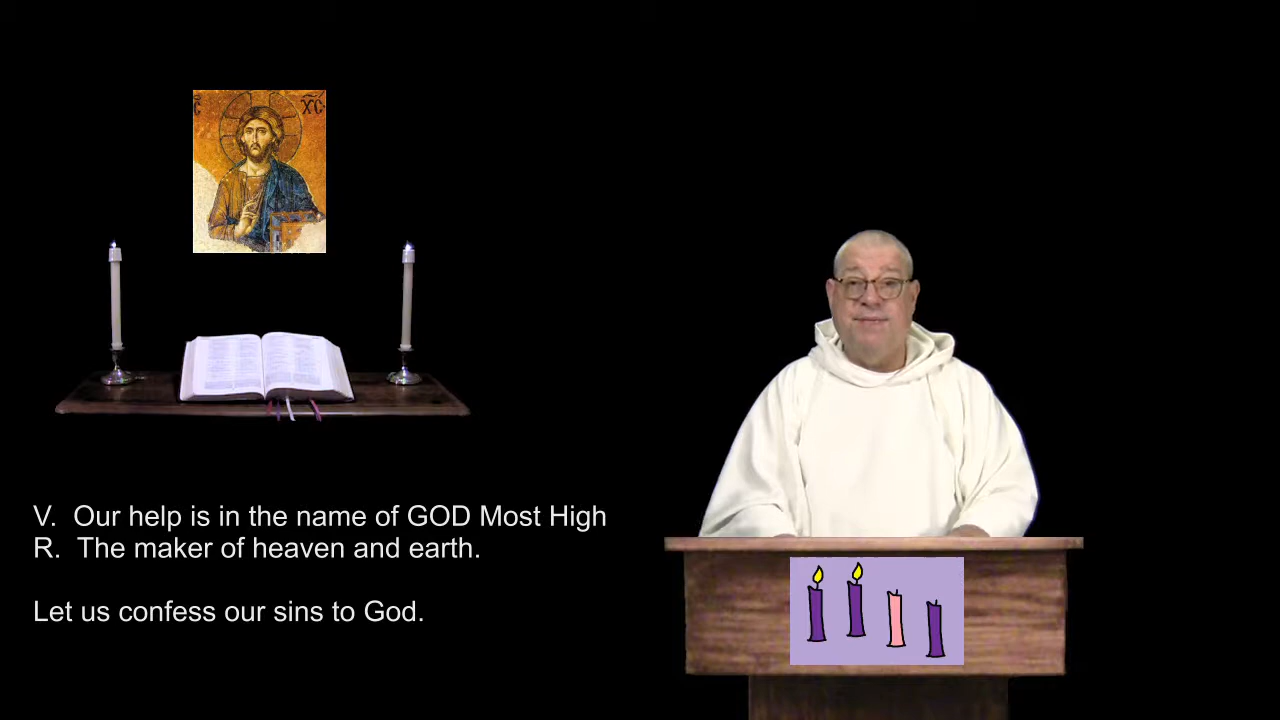 ΧC
V. Our help is in the name of GOD Most High
R. The maker of heaven and earth.
Let us confess our sins to God.